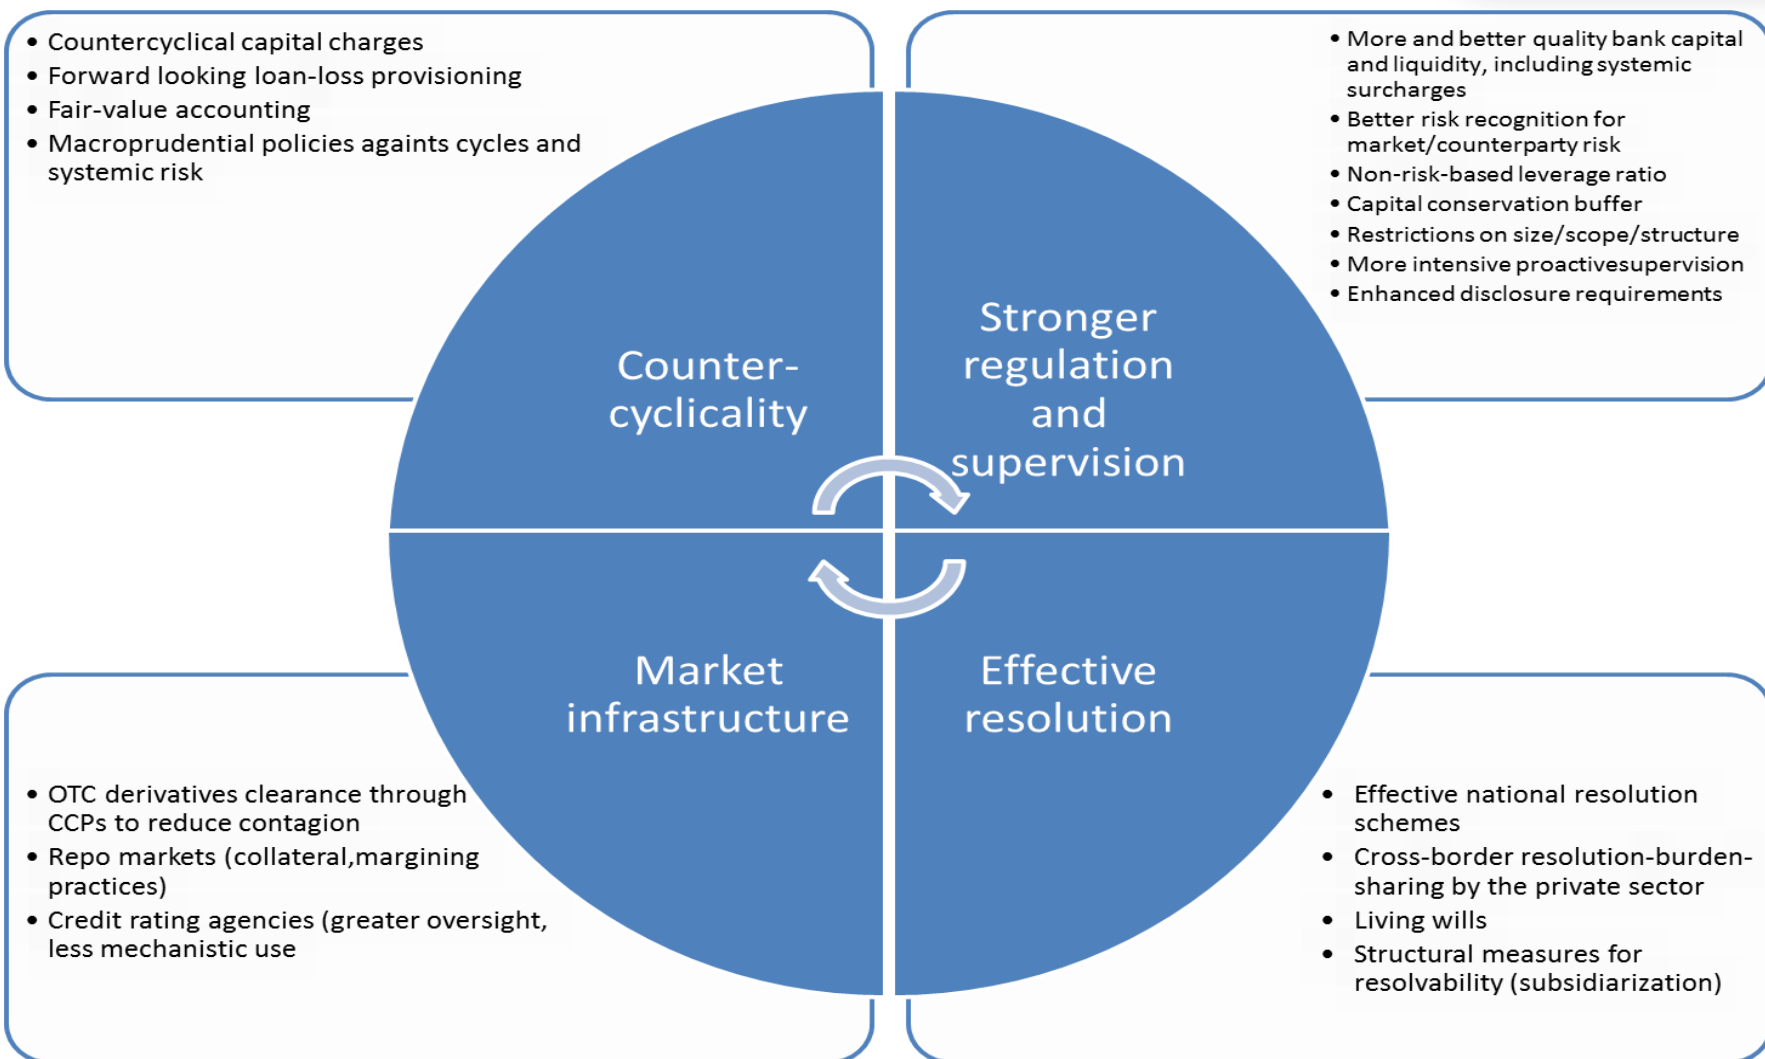 • Countercyclical capital charges
• Forward looking loan-loss provisioning
• Fair-value accounting
• Macroprudential policies againts cycles and
systemic risk
• More and better quality bank capital
and liquidity, including systemic
surcharges
• Better risk recognition for
market/counterparty risk
• Non-risk-based leverage ratio
• Capital conservation buffer
• Restrictions on size/scope/structure
• More intensive proactivesupervision
• Enhanced disclosure requirements
Counter-
cyclicality
Stronger
regulation
and
supervision
Market
infrastructure
Effective
resolution
• OTC derivatives clearance through
CCPs to reduce contagion
• Repo markets (collateral,margining
practices)
• Credit rating agencies (greater oversight,
less mechanistic use
• Effective national resolution
schemes
• Cross-border resolution-burden-
sharing by the private sector
• Living wills
• Structural measures for
resolvability (subsidiarization)